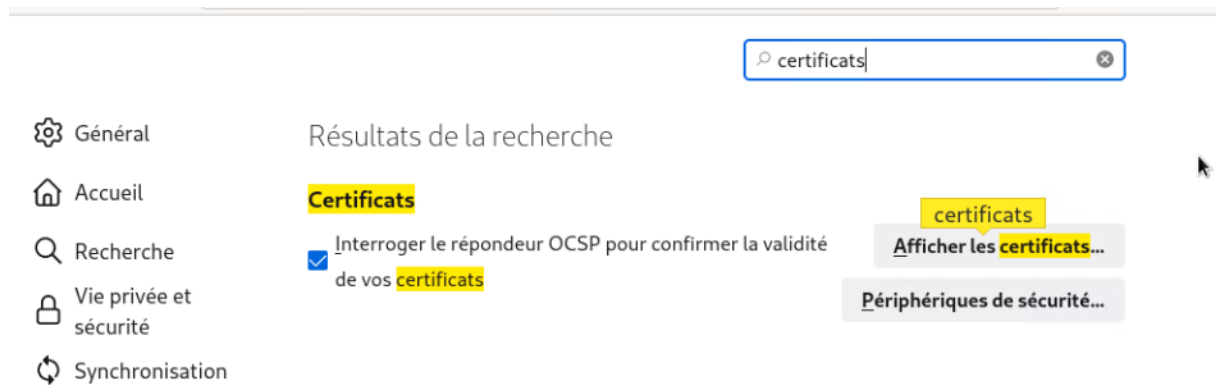 certificats
Général
Accueil
Recherche
Vie privée et
sécurité
Synchronisation
Résultats de la recherche
Certificats
Interroger le répondeur OCSP pour confirmer la validité
de vos certificats
certificats
Afficher les certificats...
Périphériques de sécurité...